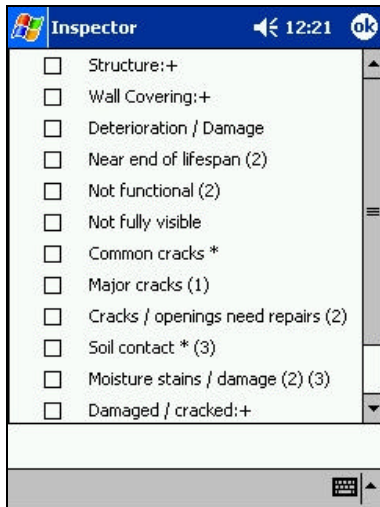 Inspector 12:21 ok
Structure:+
Wall Covering:+
Deterioration / Damage
Near end of lifespan (2)
Not functional (2)
Not fully visible
Common cracks *
Major cracks (1)
Cracks / openings need repairs (2)
Soil contact * (3)
Moisture stains / damage (2) (3)
Damaged / cracked:+